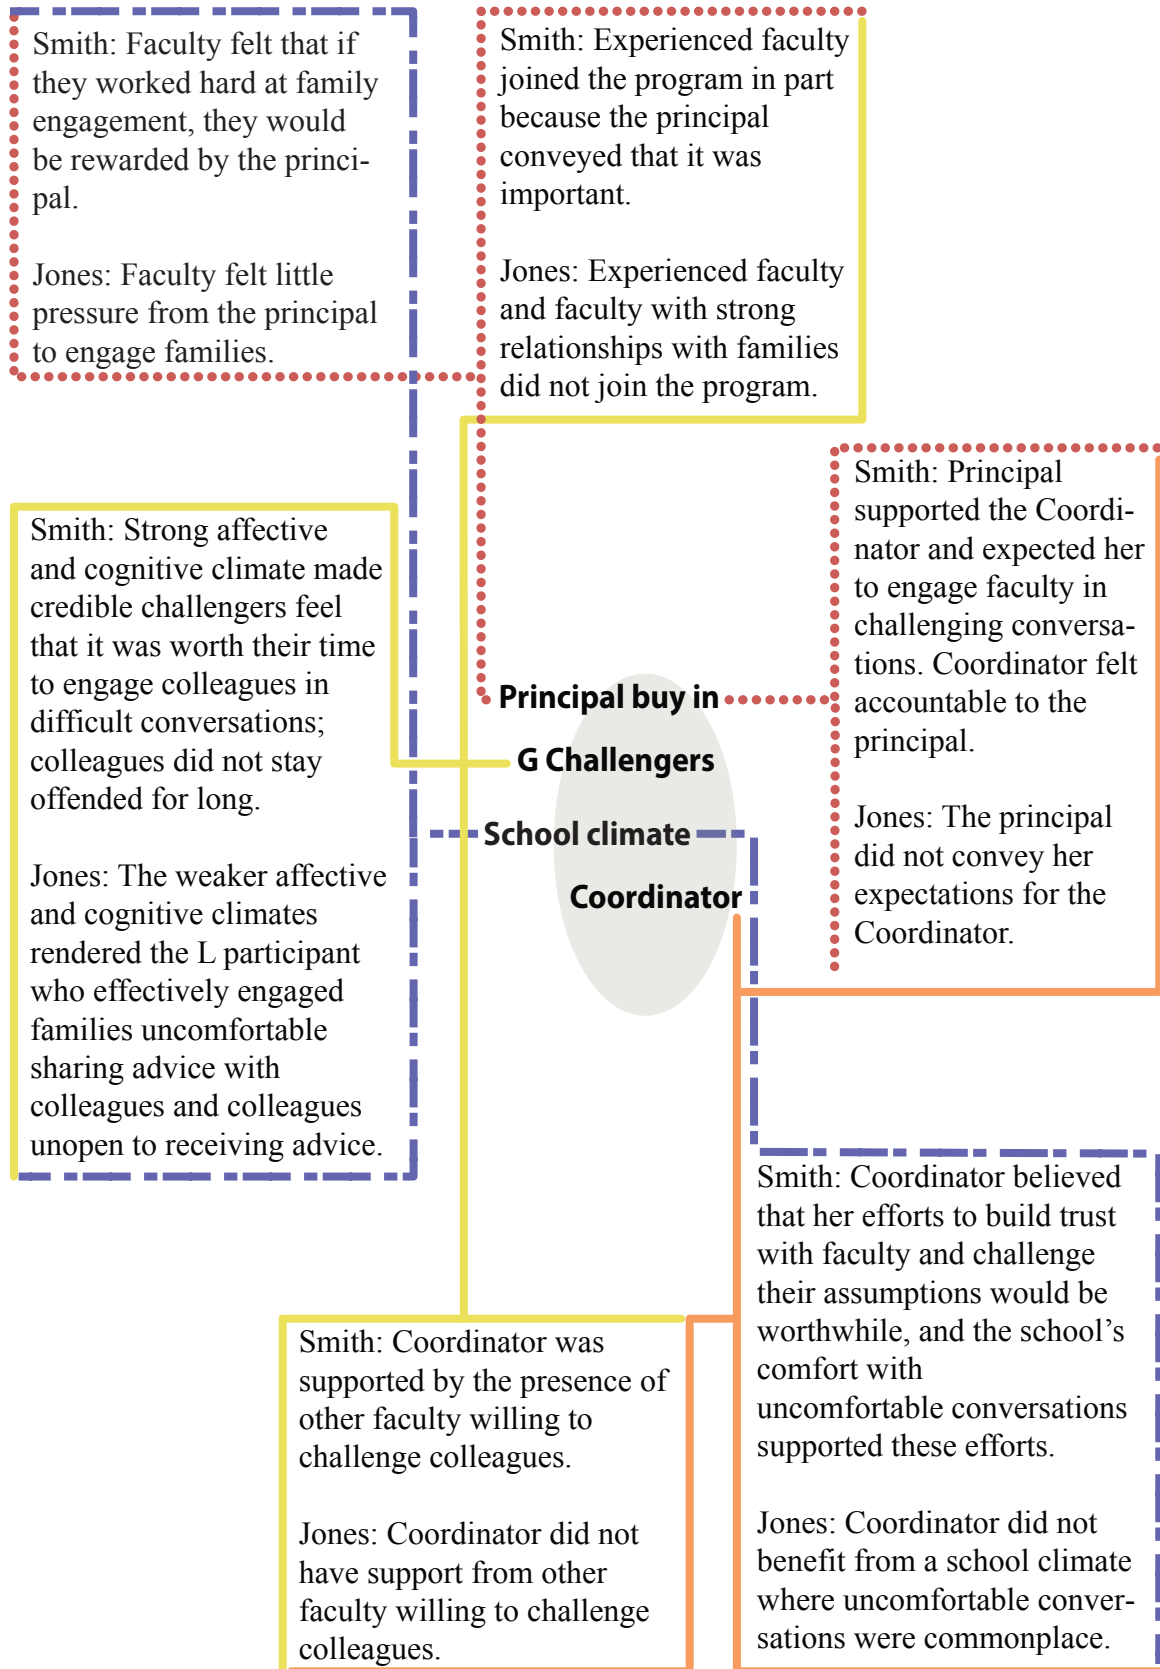 Smith: Faculty felt that if
they worked hard at family
engagement, they would
be rewarded by the princi-
pal.
Jones: Faculty felt little
pressure from the principal
to engage families.
Smith: Experienced faculty
joined the program in part
because the principal
conveyed that it was
important.
Jones: Experienced faculty
and faculty with strong
relationships with families
did not join the program.
Smith: Strong affective
and cognitive climate made
credible challengers feel
that it was worth their time
to engage colleagues in
difficult conversations;
colleagues did not stay
offended for long.
Jones: The weaker affective
and cognitive climates
rendered the L participant
who effectively engaged
families uncomfortable
sharing advice with
colleagues and colleagues
unopen to receiving advice.
Principal buy in
G Challengers
School climate
Coordinator
Smith: Principal
supported the Coordi-
nator and expected her
to engage faculty in
challenging conversa-
tions. Coordinator felt
accountable to the
principal.
Jones: The principal
did not convey her
expectations for the
Coordinator.
Smith: Coordinator was
supported by the presence of
other faculty willing to
challenge colleagues.
Jones: Coordinator did not
have support from other
faculty willing to challenge
colleagues.
Smith: Coordinator believed
that her efforts to build trust
with faculty and challenge
their assumptions would be
worthwhile, and the school’s
comfort with
uncomfortable conversations
supported these efforts.
Jones: Coordinator did not
benefit from a school climate
where uncomfortable conver-
sations were commonplace.